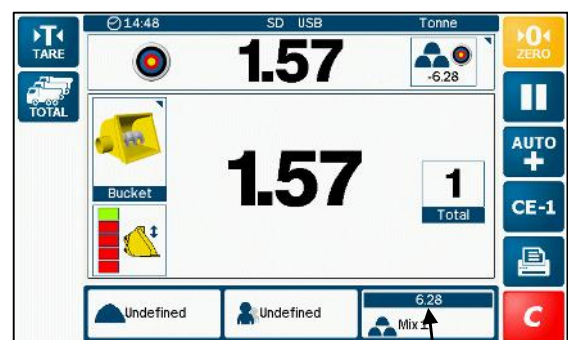 14:48 SD USB Tonne
TARE
ZERO
1.57
-6.28
TOTAL
AUTO
+
Bucket
1.57
1
Total
CE-1
6.28
Undefined
Undefined
Mix 1
C